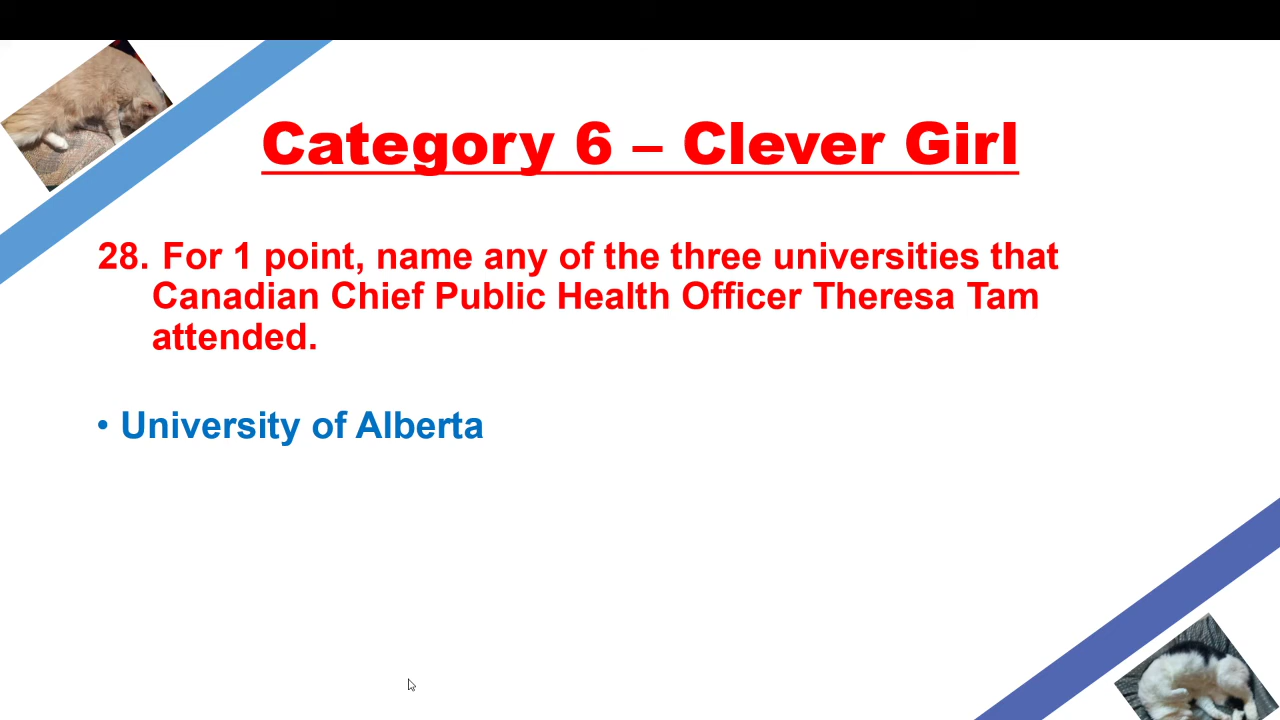 Category 6 – Clever Girl
28. For 1 point, name any of the three universities that
Canadian Chief Public Health Officer Theresa Tam
attended.
• University of Alberta